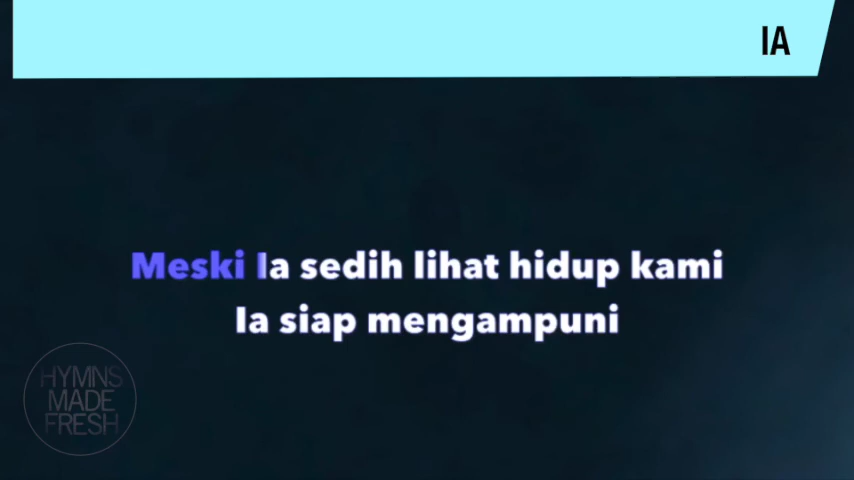 IA
Meski Ia sedih lihat hidup kami
Ia siap mengampuni
HYMNS
MADE
FRESH